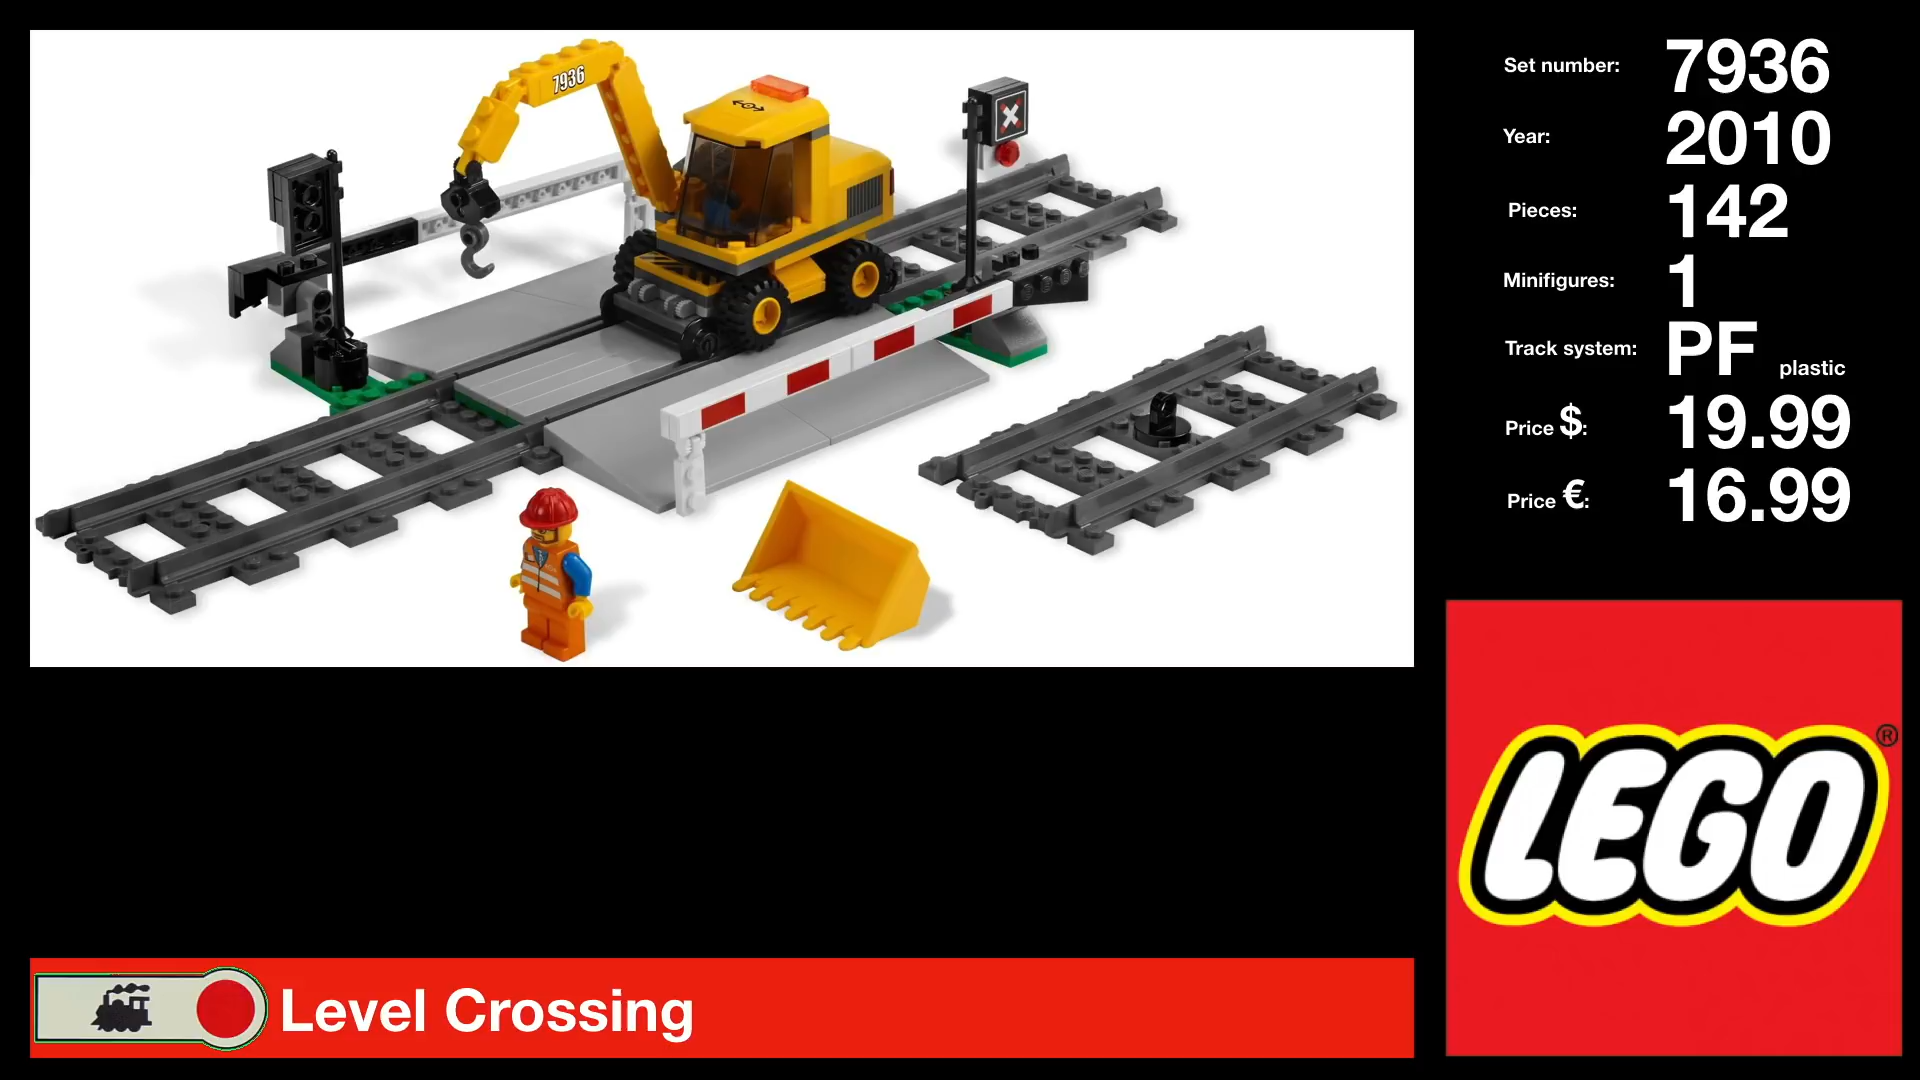 7936
Set number: 7936
Year: 2010
Pieces: 142
Minifigures: 1
Track system: PF plastic
Price $: 19.99
Price €: 16.99
LEGO®
Level Crossing